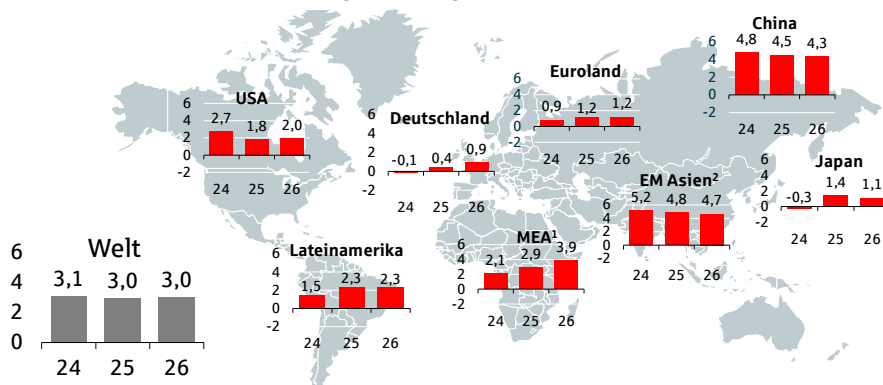 China
4,8 4,5 4,3
6
4
2
0
-2
24 25 26
Euroland
6
4
2
0
-2
0,9 1,2 1,2
24 25 26
USA
6
4
2
0
-2
2,7 1,8 2,0
24 25 26
Deutschland
6
4
2
0
-2
-0,1 0,4 0,9
24 25 26
Japan
6
4
2
0
-2
-0,3 1,4 1,1
24 25 26
EM Asien²
6
4
2
0
-2
5,2 4,8 4,7
24 25 26
MEA¹
6
4
2
0
-2
2,1 2,9 3,9
24 25 26
Lateinamerika
6
4
2
0
-2
1,5 2,3 2,3
24 25 26
Welt
6
4
2
0
3,1 3,0 3,0
24 25 26